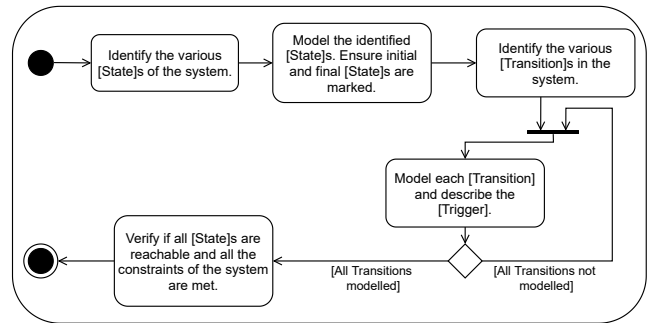 Identify the various
[State]s of the system.
Model the identified
[State]s. Ensure initial
and final [State]s are
marked.
Identify the various
[Transition]s in the
system.
Model each [Transition]
and describe the
[Trigger].
Verify if all [State]s are
reachable and all the
constraints of the system
are met.
[All Transitions
modelled]
[All Transitions not
modelled]